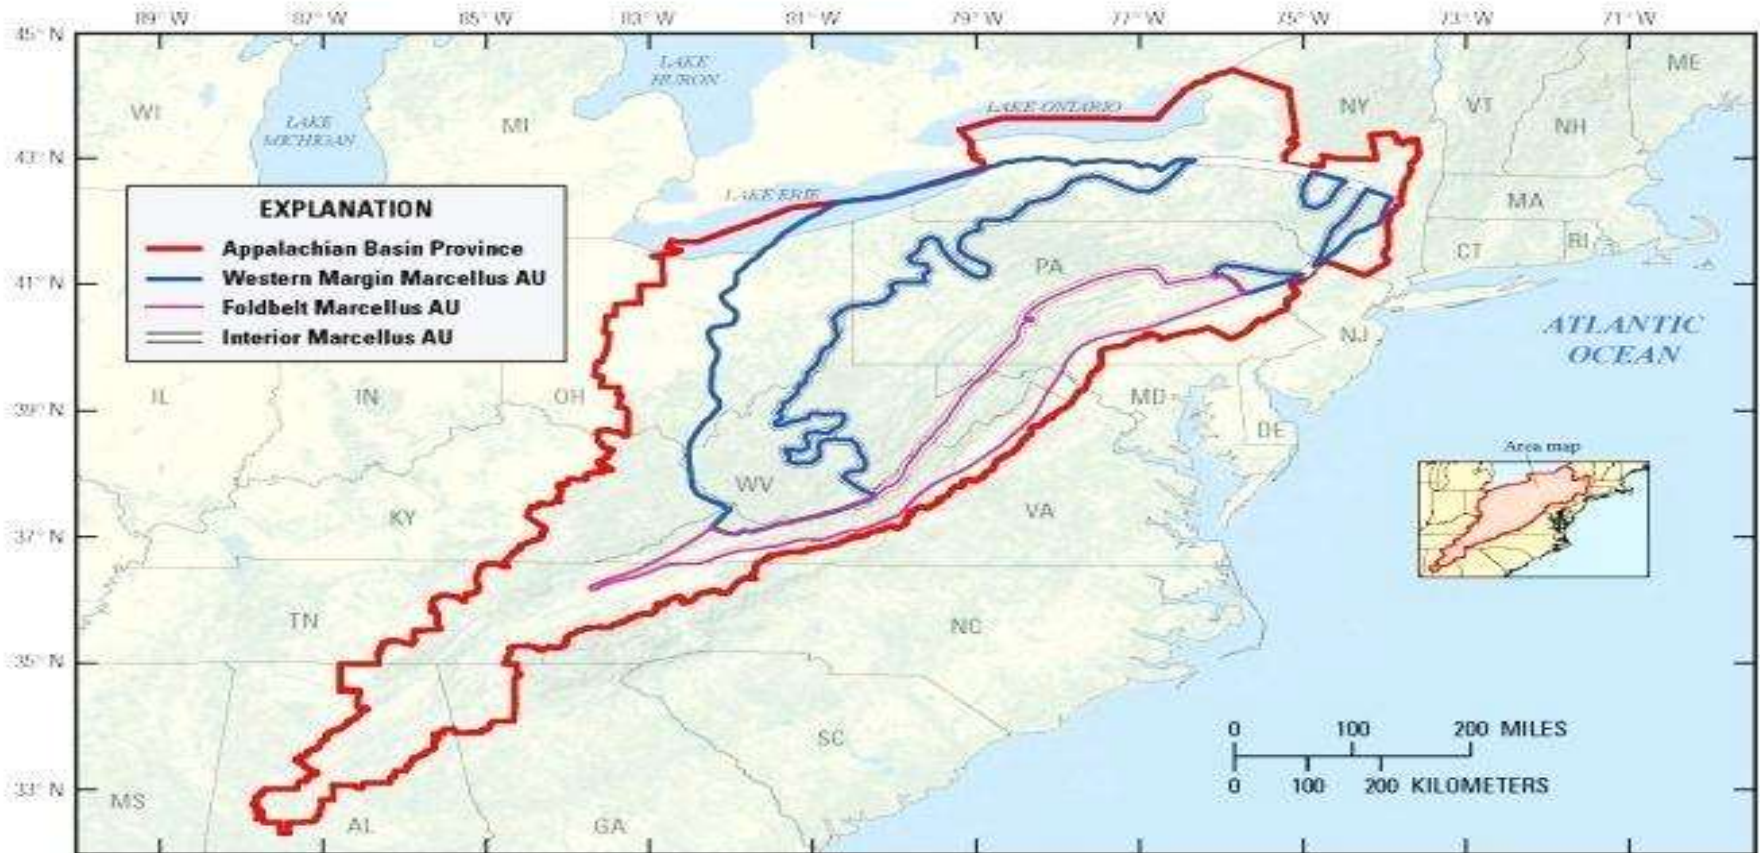 89° W 87° W 85° W 83° W 81° W 79° W 77° W 75° W 73° W 71° W
45° N
43° N
41° N
39° N
37° N
35° N
33° N
LAKE
HURON
ME
WI
LAKE
MICHIGAN
MI
LAKE ONTARIO
NY
VT
NH
LAKE ERIE
MA
CT
RI
EXPLANATION
Appalachian Basin Province
Western Margin Marcellus AU
Foldbelt Marcellus AU
Interior Marcellus AU
PA
NJ
ATLANTIC
OCEAN
IL
IN
OH
MD
DE
WV
VA
KY
Area map
TN
NC
SC
MS
AL
GA
0 100 200 MILES
0 100 200 KILOMETERS